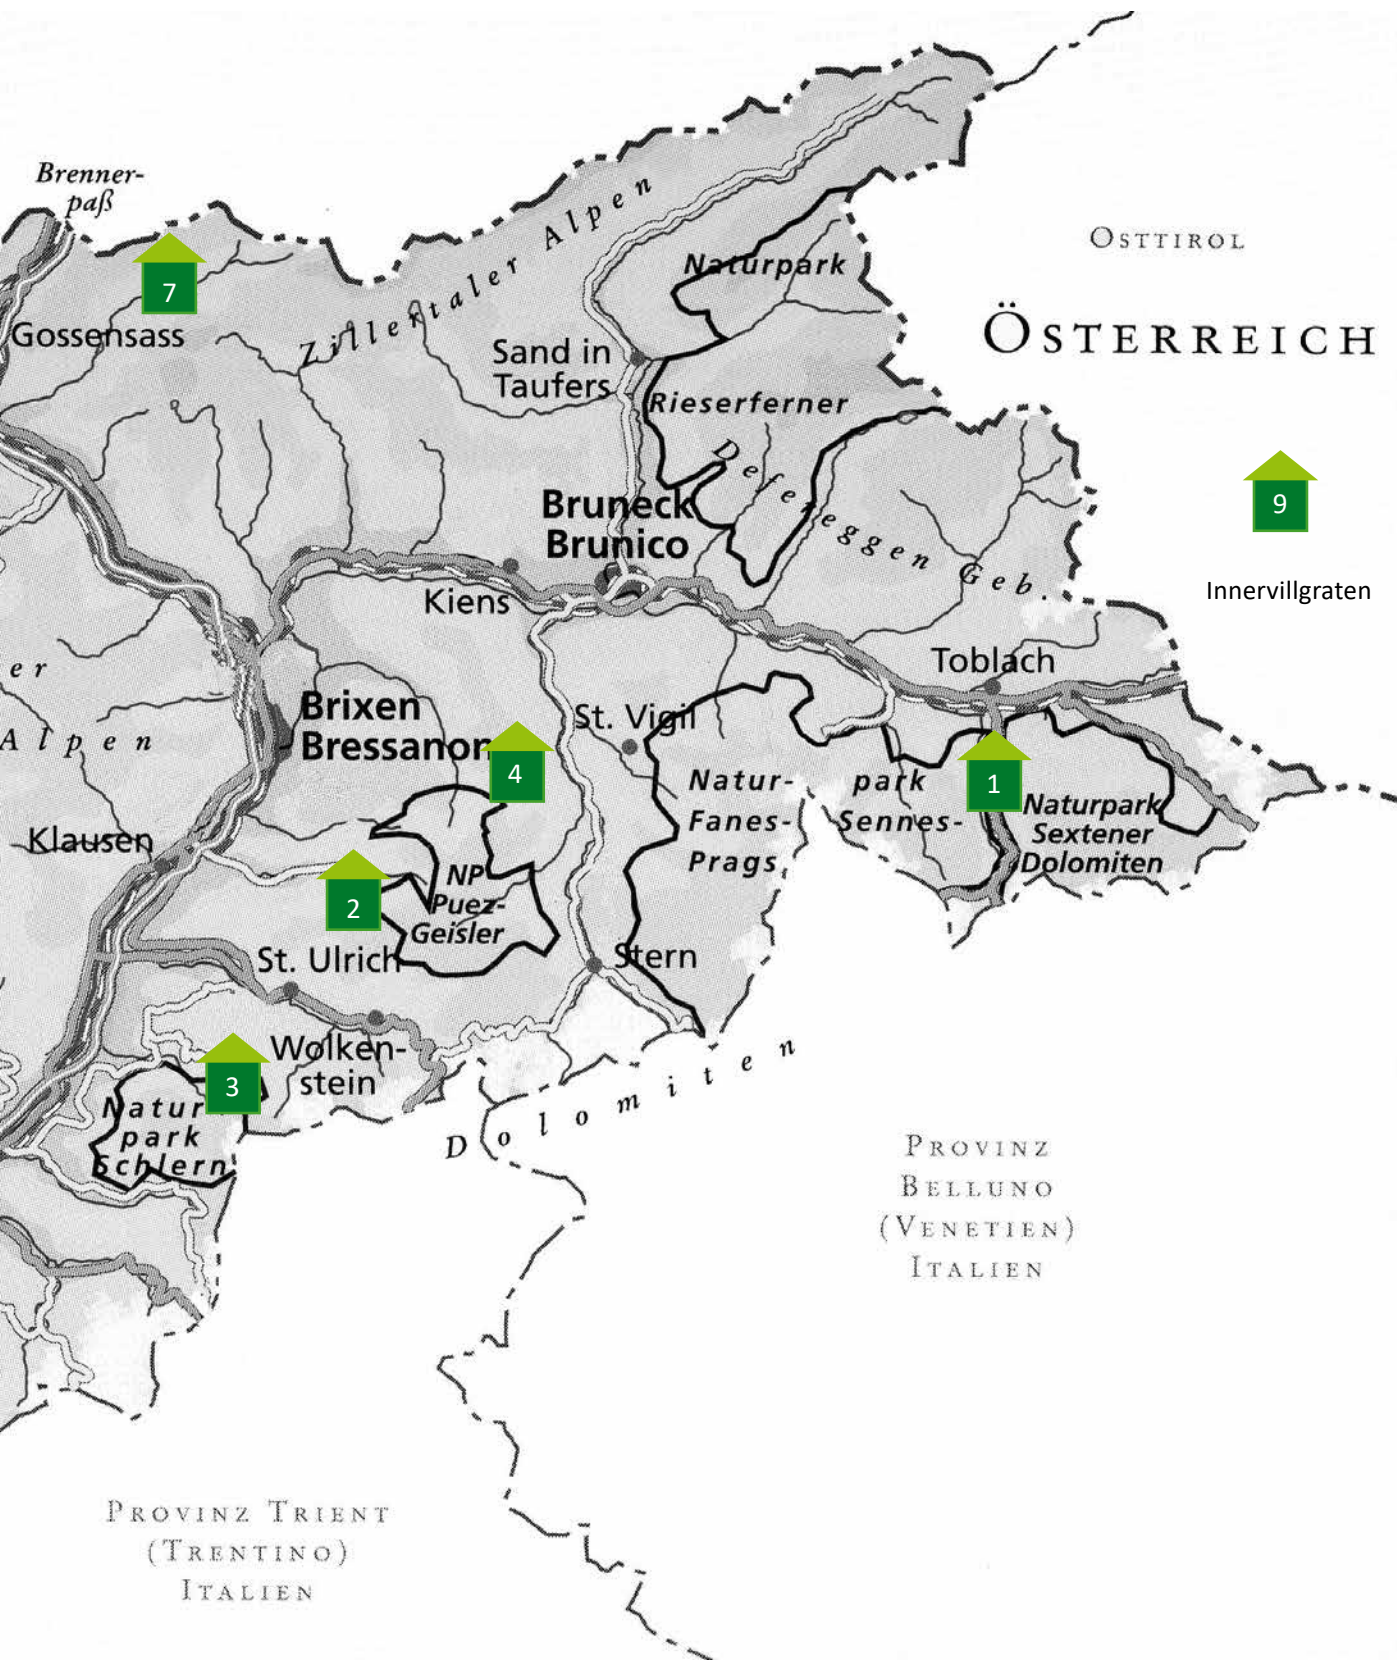 Brenner-
paß
OSTTIROL
ÖSTERREICH
Zillertaler Alpen
Naturpark
7
Gossensass
Sand in
Taufers
Rieserferner
Defereggen Geb.
9
Innervillgraten
Bruneck
Brunico
Kiens
Toblach
er
Alpen
Brixen
Bressanon
St. Vigil
4
1
Natur-
park
Fanes-
Sennes-
Prags
Naturpark
Sextener
Dolomiten
Klausen
2
NP
Puez-
Geisler
St. Ulrich
Stern
3
Wolken-
stein
Natur
park
Schlern
Dolomiten
PROVINZ
BELLUNO
(VENETIEN)
ITALIEN
PROVINZ TRIENT
(TRENTINO)
ITALIEN